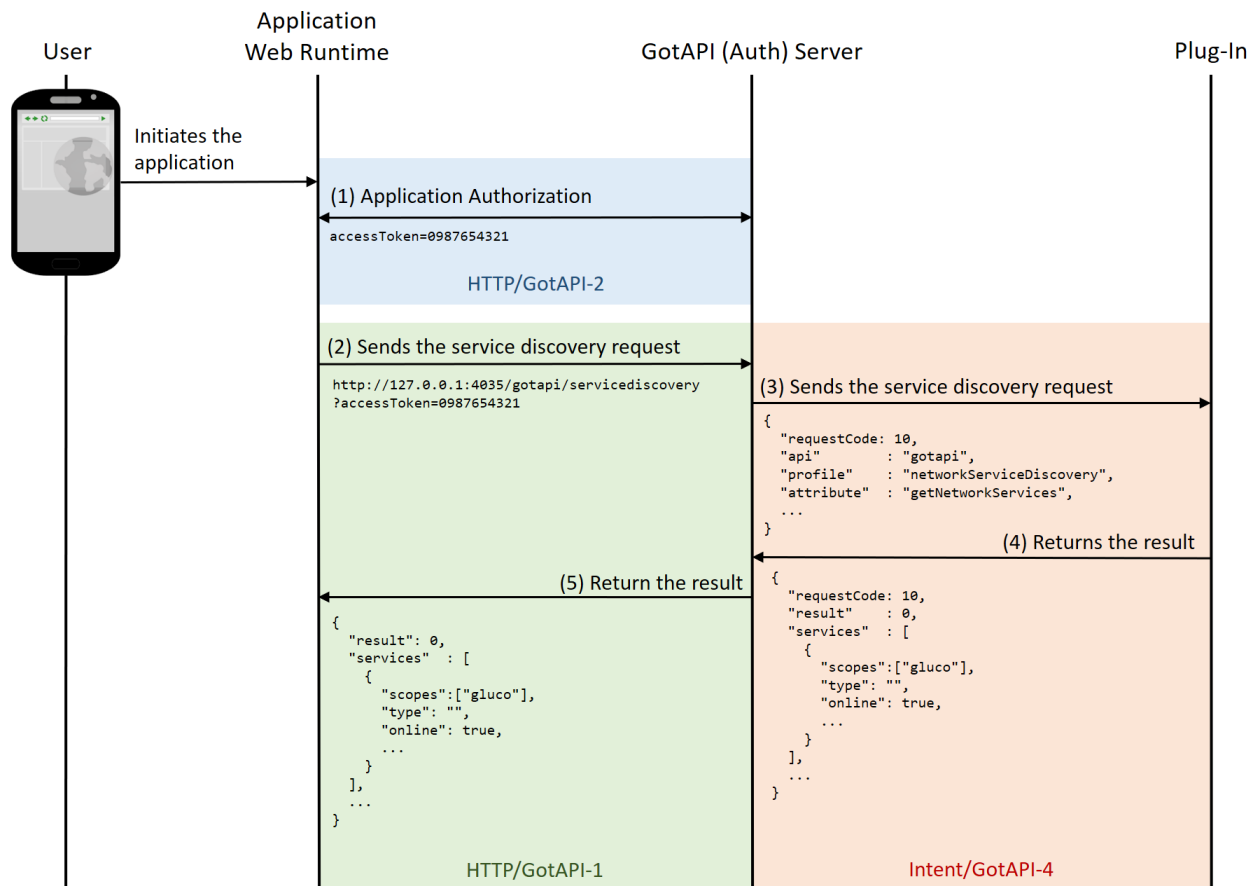 User
Application
Web Runtime
GotAPI (Auth) Server
Plug-In
Initiates the
application
(1) Application Authorization
accessToken=0987654321
HTTP/GotAPI-2
(2) Sends the service discovery request
http://127.0.0.1:4035/gotapi/servicediscovery
?accessToken=0987654321
(3) Sends the service discovery request
{
  "requestCode: 10,
  "api"        : "gotapi",
  "profile"    : "networkServiceDiscovery",
  "attribute"  : "getNetworkServices",
  ...
}
(4) Returns the result
{
  "requestCode: 10,
  "result"    : 0,
  "services"  : [
    {
      "scopes":["gluco"],
      "type": "",
      "online": true,
      ...
    }
  ],
  ...
}
(5) Return the result
{
  "result": 0,
  "services"  : [
    {
      "scopes":["gluco"],
      "type": "",
      "online": true,
      ...
    }
  ],
  ...
}
HTTP/GotAPI-1
Intent/GotAPI-4